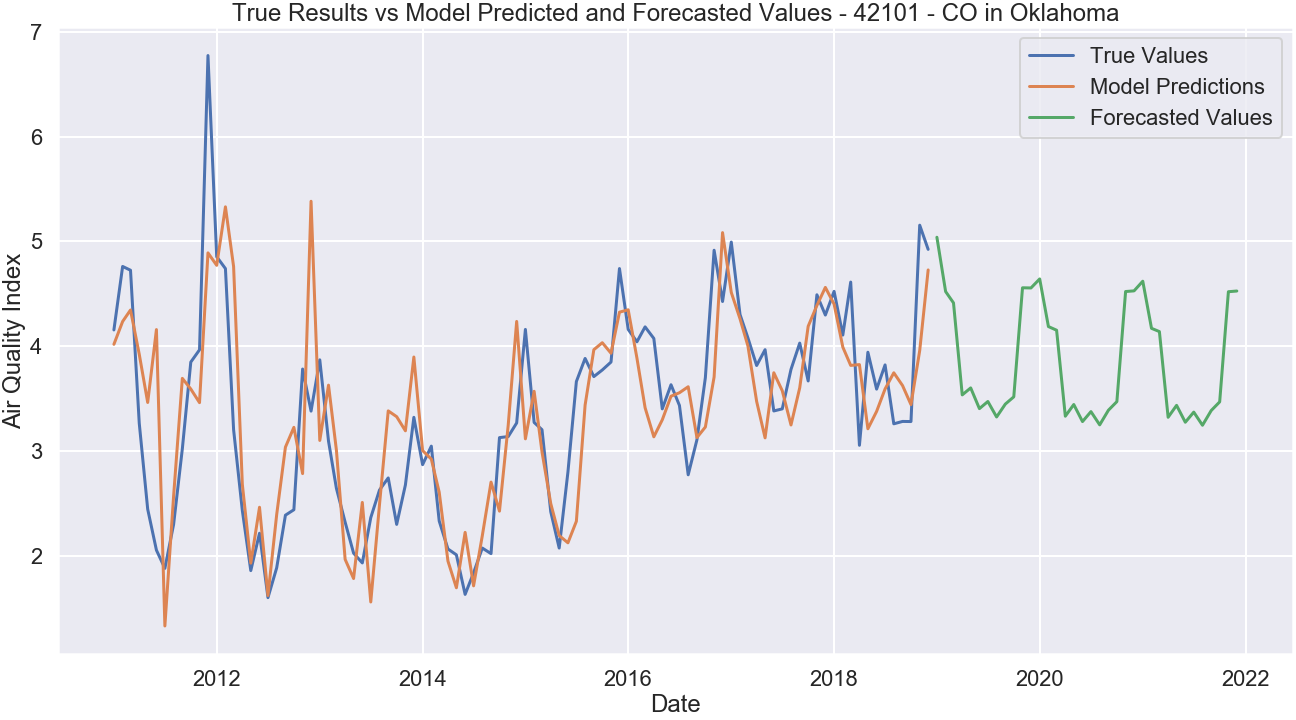 True Results vs Model Predicted and Forecasted Values - 42101 - CO in Oklahoma
True Values
Model Predictions
Forecasted Values
Air Quality Index
7
6
5
4
3
2
2012
2014
2016
2018
2020
2022
Date